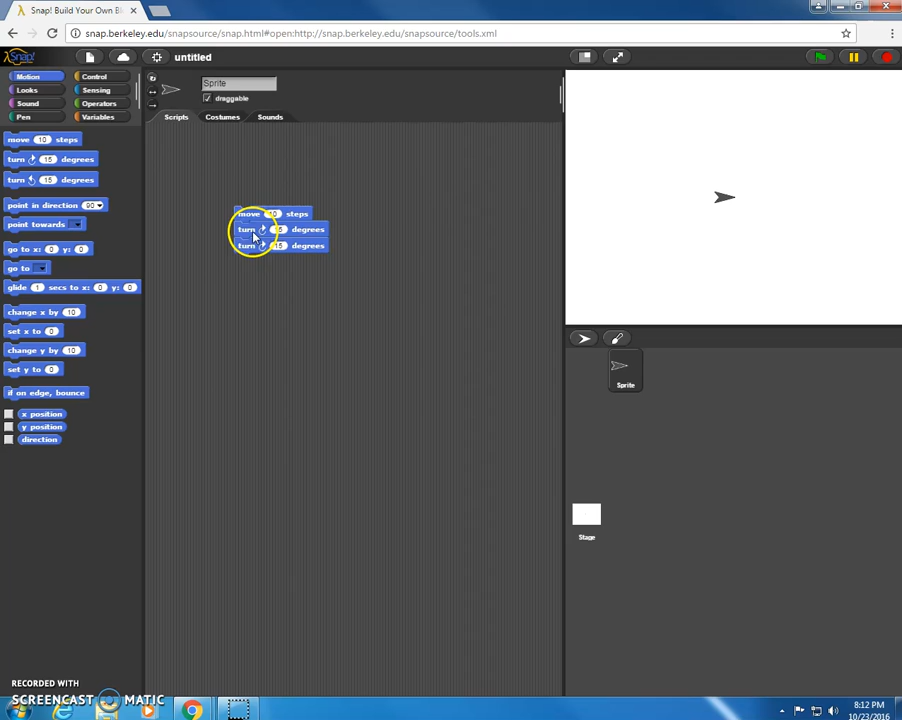 Snap! Build Your Own Bl
snap.berkeley.edu/snapsource/snap.html#open:http://snap.berkeley.edu/snapsource/tools.xml
Snap!
untitled
Motion Control
Looks Sensing
Sound Operators
Pen Variables
Sprite
draggable
Scripts Costumes Sounds
move 10 steps
turn 15 degrees
turn 15 degrees
point in direction 90
point towards
go to x: 0 y: 0
go to
glide 1 secs to x: 0 y: 0
change x by 10
set x to 0
change y by 10
set y to 0
if on edge, bounce
x position
y position
direction
move 10 steps
turn 15 degrees
turn 15 degrees
Sprite
Stage
RECORDED WITH
SCREENCAST MATIC
8:12 PM
10/23/2016